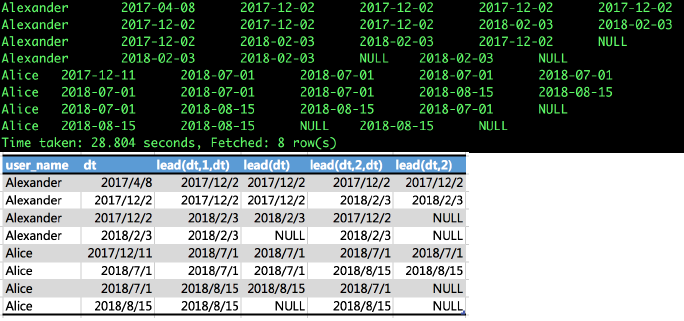 Alexander 2017-04-08 2017-12-02 2017-12-02 2017-12-02 2017-12-02
Alexander 2017-12-02 2017-12-02 2017-12-02 2018-02-03 2018-02-03
Alexander 2017-12-02 2018-02-03 2018-02-03 2017-12-02 NULL
Alexander 2018-02-03 2018-02-03 NULL 2018-02-03 NULL
Alice 2017-12-11 2018-07-01 2018-07-01 2018-07-01 2018-07-01
Alice 2018-07-01 2018-07-01 2018-07-01 2018-08-15 2018-08-15
Alice 2018-07-01 2018-08-15 2018-08-15 2018-07-01 NULL
Alice 2018-08-15 2018-08-15 NULL 2018-08-15 NULL
Time taken: 28.804 seconds, Fetched: 8 row(s)
user_name dt lead(dt,1,dt) lead(dt) lead(dt,2,dt) lead(dt,2)
Alexander 2017/4/8 2017/12/2 2017/12/2 2017/12/2 2017/12/2
Alexander 2017/12/2 2017/12/2 2017/12/2 2018/2/3 2018/2/3
Alexander 2017/12/2 2018/2/3 2018/2/3 2017/12/2 NULL
Alexander 2018/2/3 2018/2/3 NULL 2018/2/3 NULL
Alice 2017/12/11 2018/7/1 2018/7/1 2018/7/1 2018/7/1
Alice 2018/7/1 2018/7/1 2018/7/1 2018/8/15 2018/8/15
Alice 2018/7/1 2018/8/15 2018/8/15 2018/7/1 NULL
Alice 2018/8/15 2018/8/15 NULL 2018/8/15 NULL